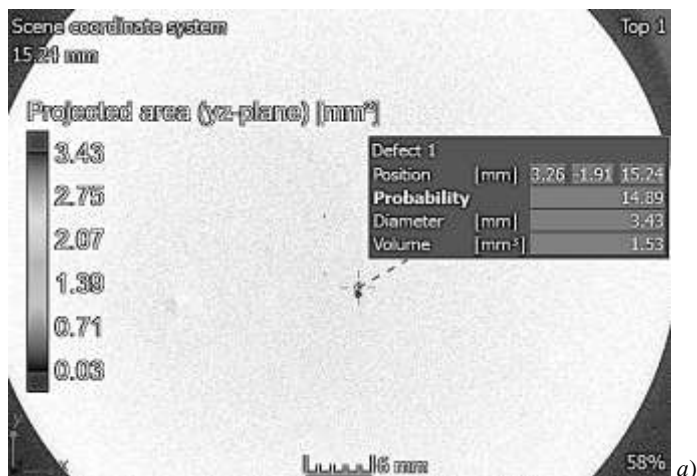 Scene coordinate system Top 1
15.24 mm
Projected area (yz-plane) [mm²]
3.43
2.75
2.07
1.39
0.71
0.03
Defect 1
Position [mm] 3.26 -1.91 15.24
Probability 14.89
Diameter [mm] 3.43
Volume [mm³] 1.53
y
x
6 mm
58%
a)